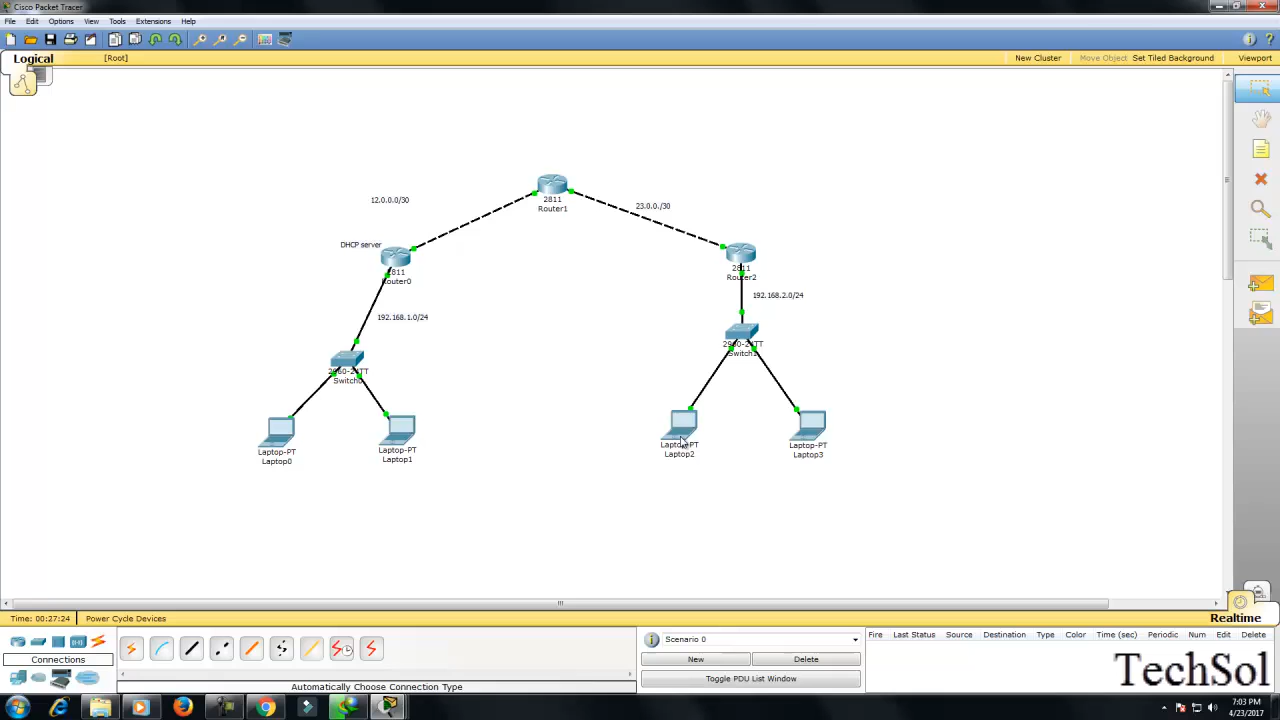 Cisco Packet Tracer
File Edit Options View Tools Extensions Help
Logical
[Root]
New Cluster
Move Object
Set Tiled Background
Viewport
2811
Router1
12.0.0.0/30
23.0.0./30
DHCP server
2811
Router0
2811
Router2
192.168.1.0/24
192.168.2.0/24
2960-24TT
Switch0
2960-24TT
Switch1
Laptop-PT
Laptop0
Laptop-PT
Laptop1
Laptop-PT
Laptop2
Laptop-PT
Laptop3
Time: 00:27:24
Power Cycle Devices
Realtime
Connections
Automatically Choose Connection Type
Scenario 0
New
Delete
Toggle PDU List Window
Fire Last Status Source Destination Type Color Time (sec) Periodic Num Edit Delete
TechSol
7:03 PM
4/23/2017